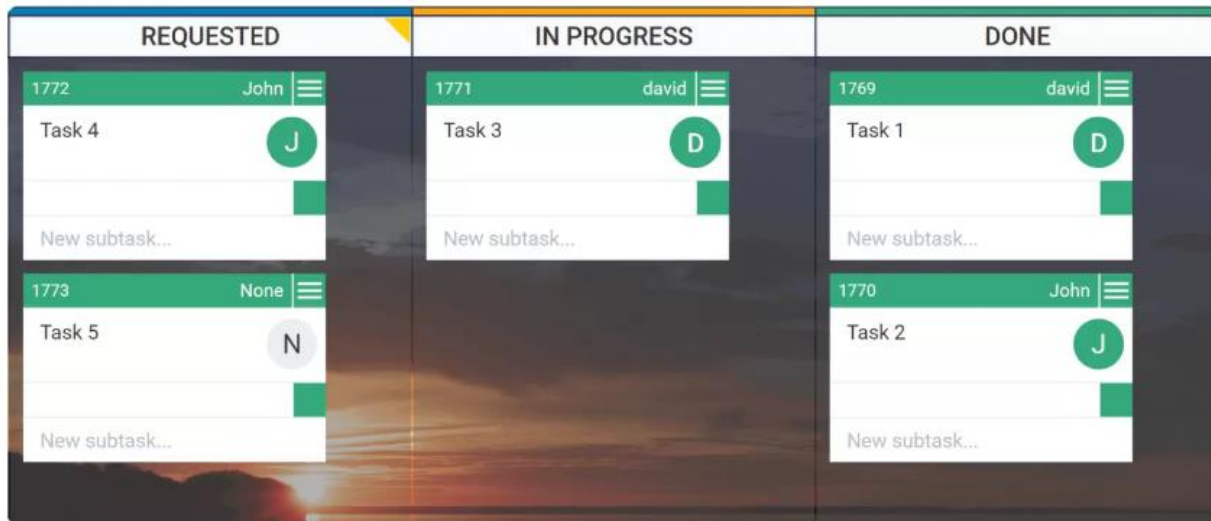 REQUESTED
1772 John
Task 4
J
New subtask...
1773 None
Task 5
N
New subtask...
IN PROGRESS
1771 david
Task 3
D
New subtask...
DONE
1769 david
Task 1
D
New subtask...
1770 John
Task 2
J
New subtask...